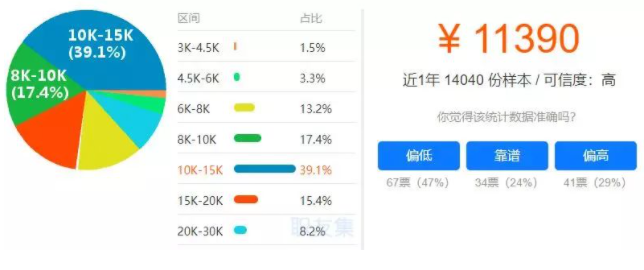 10K-15K
(39.1%)
8K-10K
(17.4%)
区间 占比
3K-4.5K 1.5%
4.5K-6K 3.3%
6K-8K 13.2%
8K-10K 17.4%
10K-15K 39.1%
15K-20K 15.4%
20K-30K 8.2%
职友集
¥ 11390
近1年 14040 份样本 / 可信度：高
你觉得该统计数据准确吗?
偏低 靠谱 偏高
67票（47%） 34票（24%） 41票（29%）